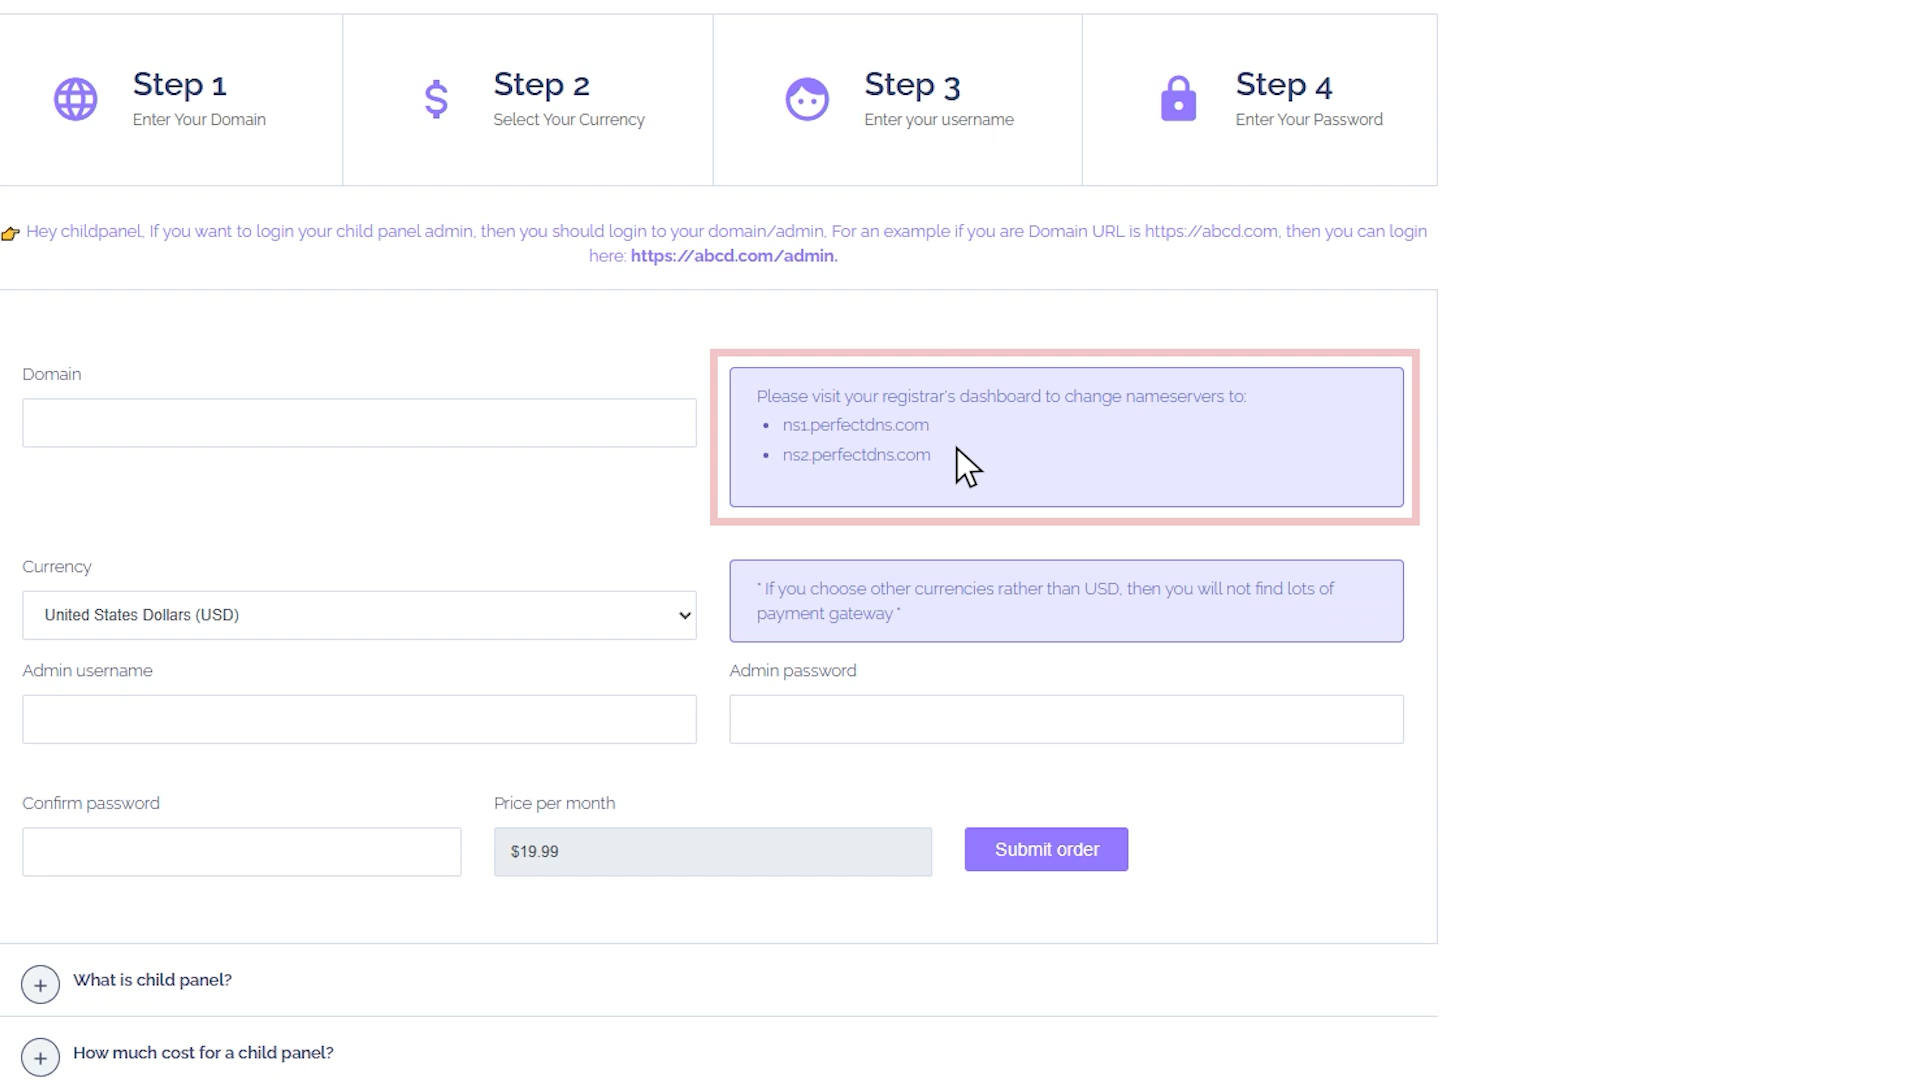 Step 1
Enter Your Domain
Step 2
Select Your Currency
Step 3
Enter your username
Step 4
Enter Your Password
👉 Hey childpanel, If you want to login your child panel admin, then you should login to your domain/admin, For an example if you are Domain URL is https://abcd.com, then you can login
here: https://abcd.com/admin.
Domain
Please visit your registrar's dashboard to change nameservers to:
• ns1.perfectdns.com
• ns2.perfectdns.com
Currency
United States Dollars (USD)
* If you choose other currencies rather than USD, then you will not find lots of
payment gateway *
Admin username
Admin password
Confirm password
Price per month
$19.99
Submit order
What is child panel?
How much cost for a child panel?